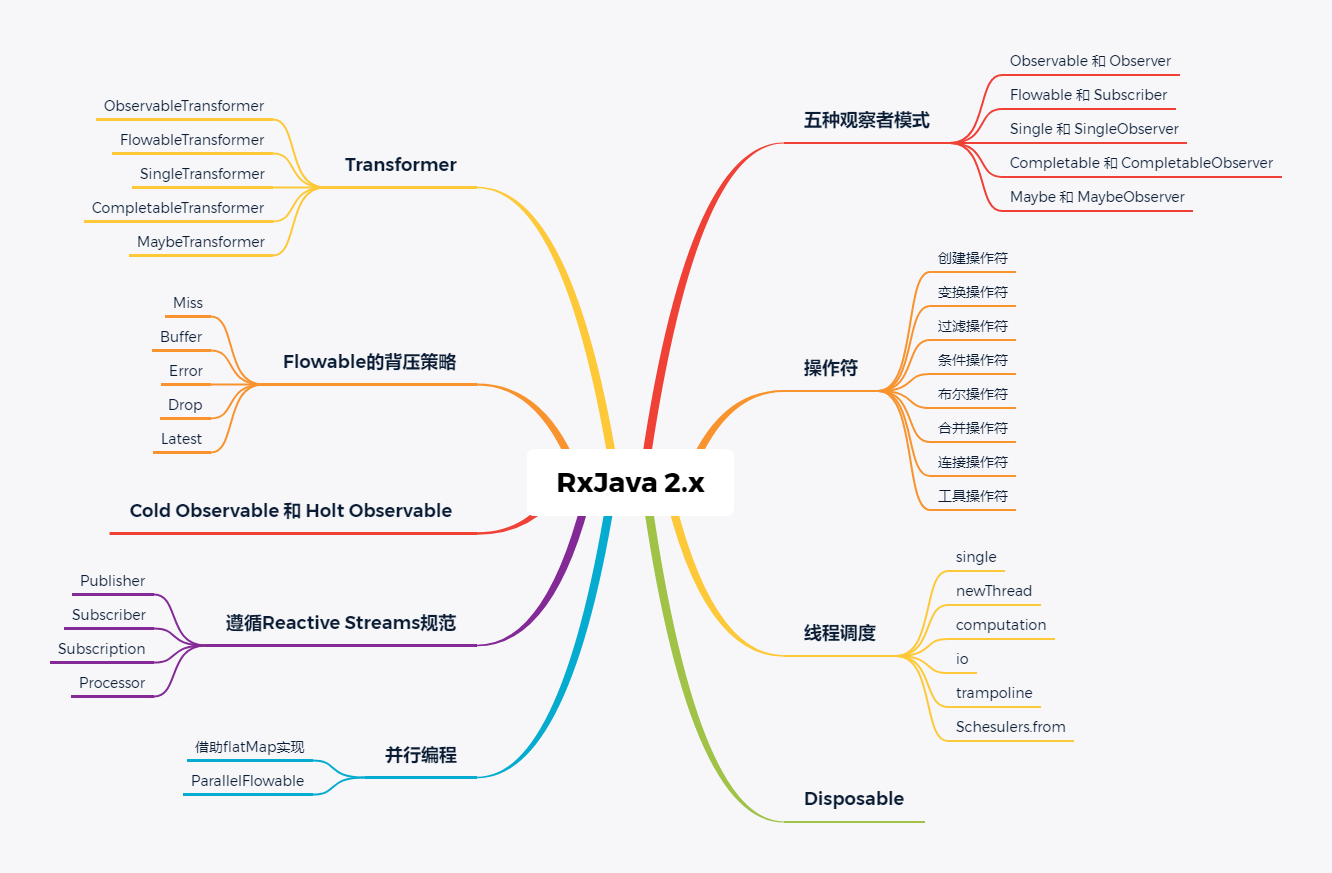 RxJava 2.x
五种观察者模式
Observable 和 Observer
Flowable 和 Subscriber
Single 和 SingleObserver
Completable 和 CompletableObserver
Maybe 和 MaybeObserver
操作符
创建操作符
变换操作符
过滤操作符
条件操作符
布尔操作符
合并操作符
连接操作符
工具操作符
线程调度
single
newThread
computation
io
trampoline
Schesulers.from
Disposable
Transformer
ObservableTransformer
FlowableTransformer
SingleTransformer
CompletableTransformer
MaybeTransformer
Flowable的背压策略
Miss
Buffer
Error
Drop
Latest
Cold Observable 和 Holt Observable
遵循Reactive Streams规范
Publisher
Subscriber
Subscription
Processor
并行编程
借助flatMap实现
ParallelFlowable